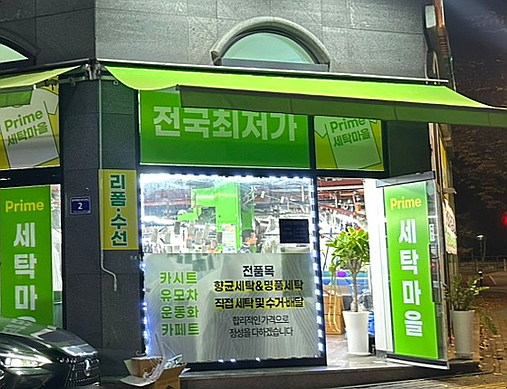 Prime
세탁마을
전국최저가
Prime
세탁마을
Prime
세탁마을
리폼·수선
2
카시트
유모차
운동화
카페트
전품목
항균세탁&명품세탁
직접 세탁 및 수거·배달
합리적인 가격으로
정성을 다하겠습니다
Prime
세탁마을